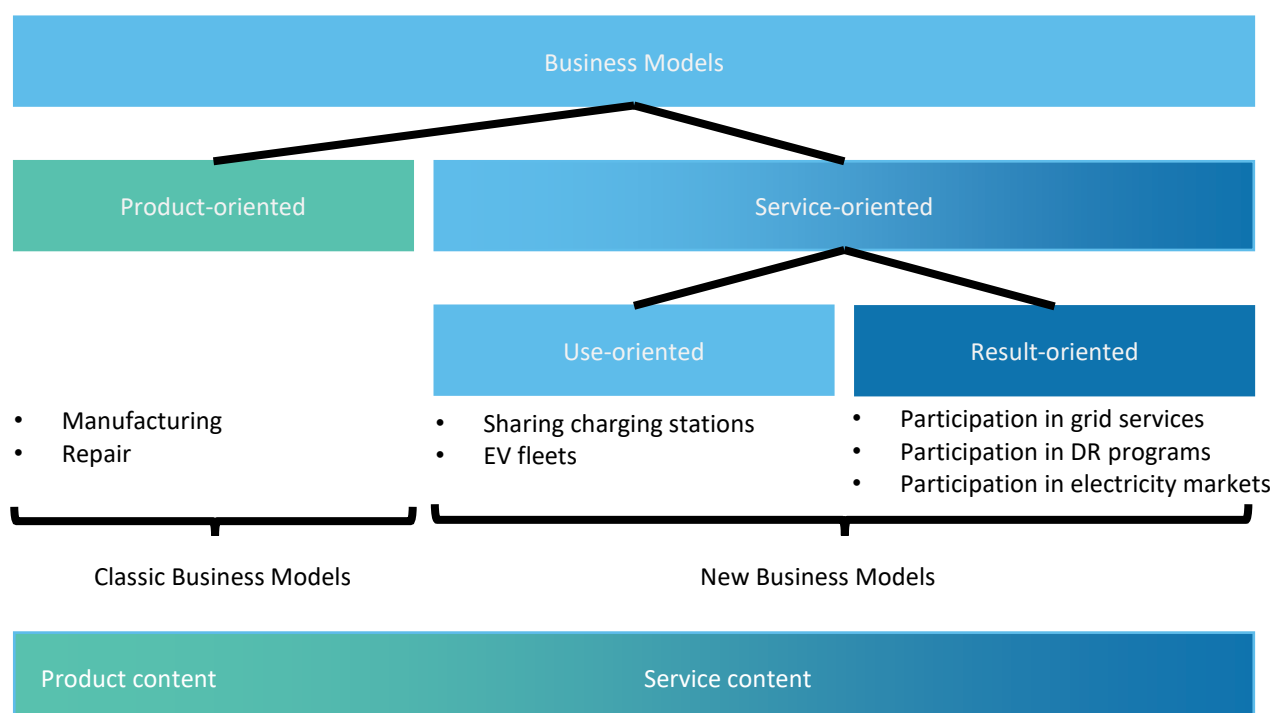 Business Models
Product-oriented
Service-oriented
Use-oriented
Result-oriented
• Manufacturing
• Repair
• Sharing charging stations
• EV fleets
• Participation in grid services
• Participation in DR programs
• Participation in electricity markets
Classic Business Models
New Business Models
Product content
Service content